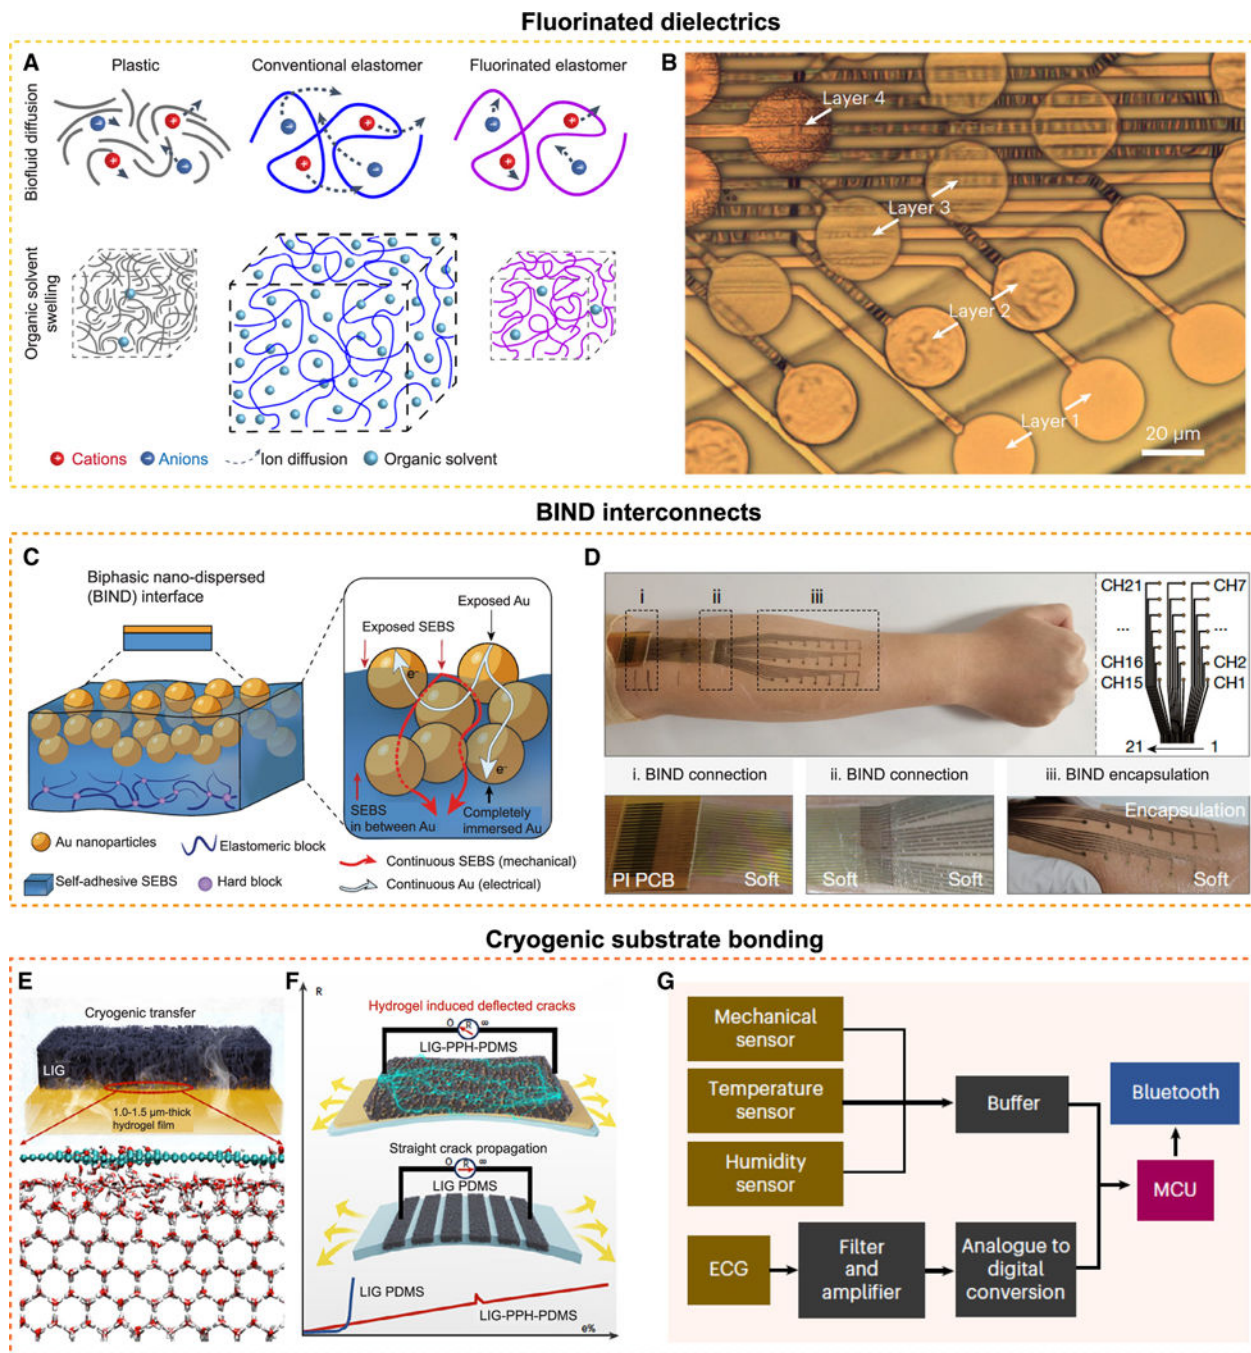 Fluorinated dielectrics
A
Plastic
Conventional elastomer
Fluorinated elastomer
Biofluid diffusion
Organic solvent
swelling
Cations
Anions
Ion diffusion
Organic solvent
B
Layer 4
Layer 3
Layer 2
Layer 1
20 µm
BIND interconnects
C
Biphasic nano-dispersed
(BIND) interface
Exposed Au
Exposed SEBS
e⁻
e⁻
SEBS
in between Au
Completely
immersed Au
Au nanoparticles
Elastomeric block
Self-adhesive SEBS
Hard block
Continuous SEBS (mechanical)
Continuous Au (electrical)
D
i
ii
iii
CH21
CH7
...
...
CH16
CH2
CH15
CH1
21
1
i. BIND connection
ii. BIND connection
iii. BIND encapsulation
PI PCB
Soft
Soft
Soft
Encapsulation
Soft
Cryogenic substrate bonding
E
Cryogenic transfer
LIG
1.0-1.5 µm-thick
hydrogel film
F
R
Hydrogel induced deflected cracks
0 R ∞
LIG-PPH-PDMS
Straight crack propagation
0 R ∞
LIG PDMS
LIG PDMS
LIG-PPH-PDMS
e%
G
Mechanical
sensor
Temperature
sensor
Humidity
sensor
Buffer
Bluetooth
MCU
ECG
Filter
and
amplifier
Analogue to
digital
conversion